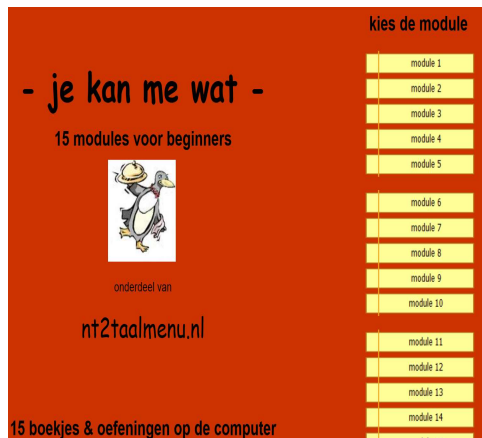 kies de module
- je kan me wat -
15 modules voor beginners
onderdeel van
nt2taalmenu.nl
15 boekjes & oefeningen op de computer
module 1
module 2
module 3
module 4
module 5
module 6
module 7
module 8
module 9
module 10
module 11
module 12
module 13
module 14